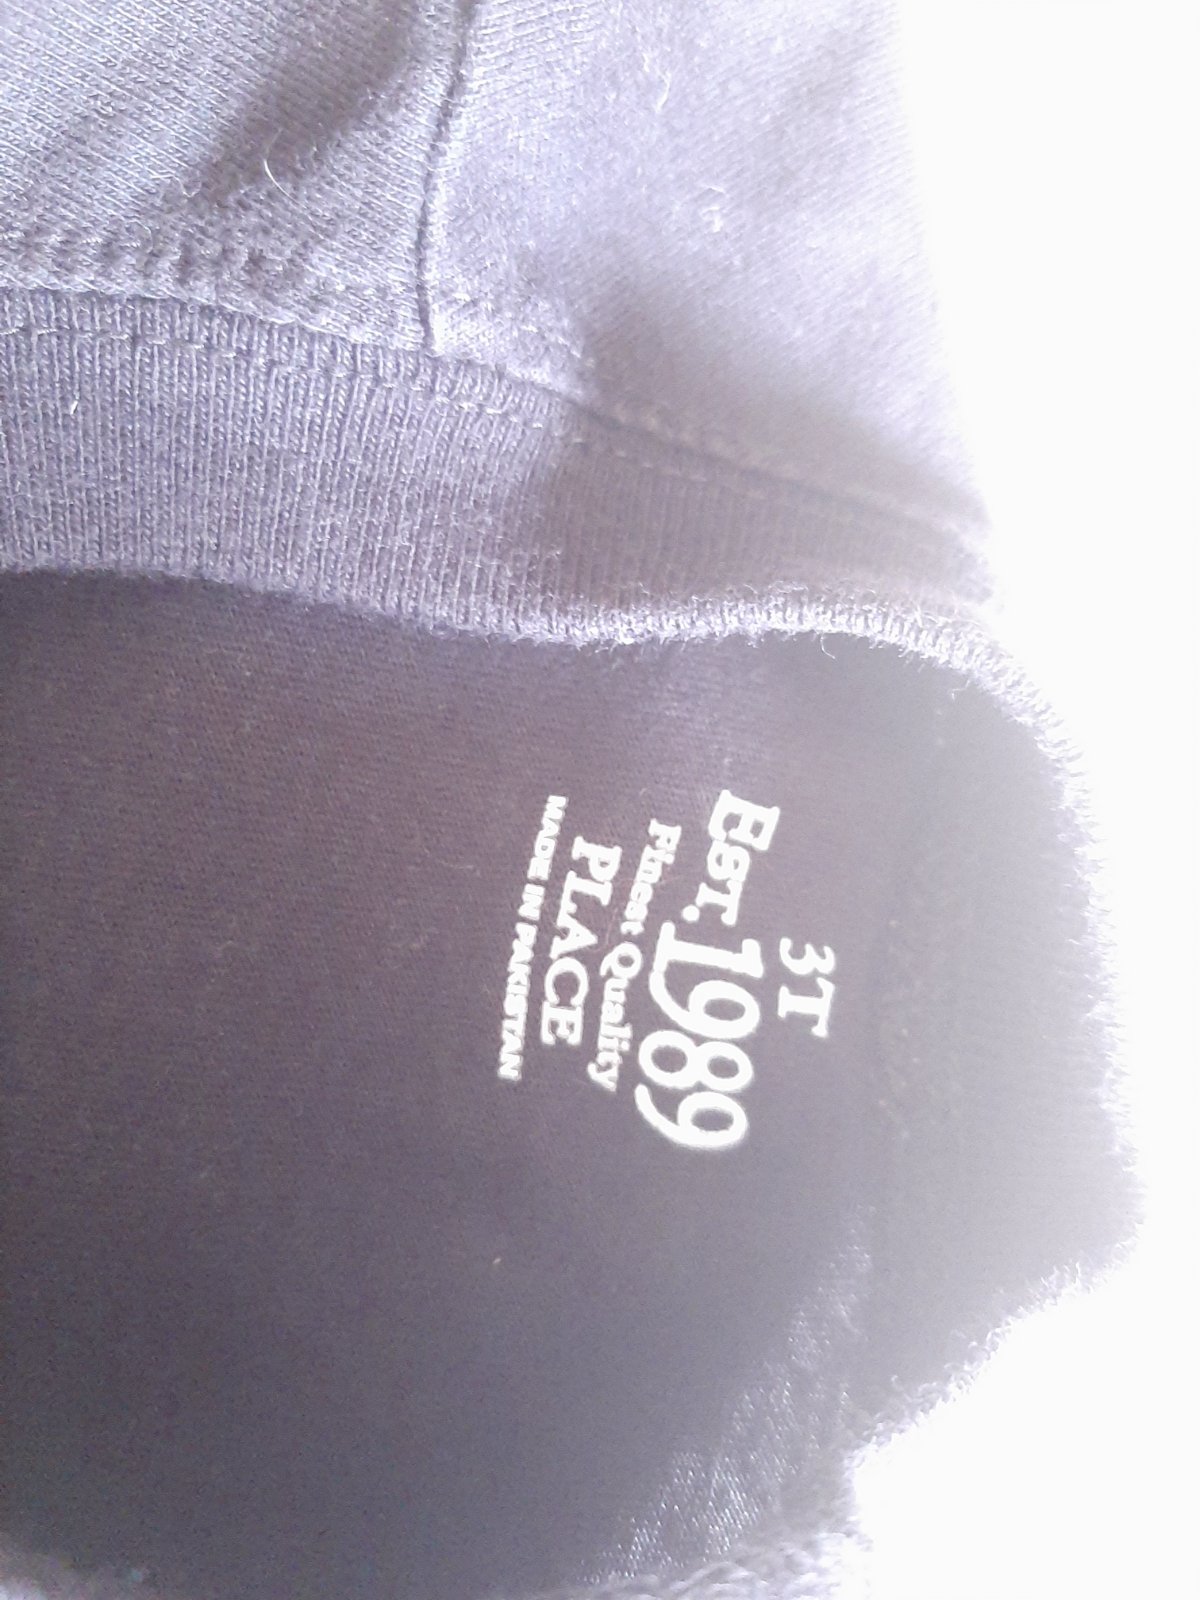 3T
EST. 1989
Finest Quality
PLACE
MADE IN PAKISTAN